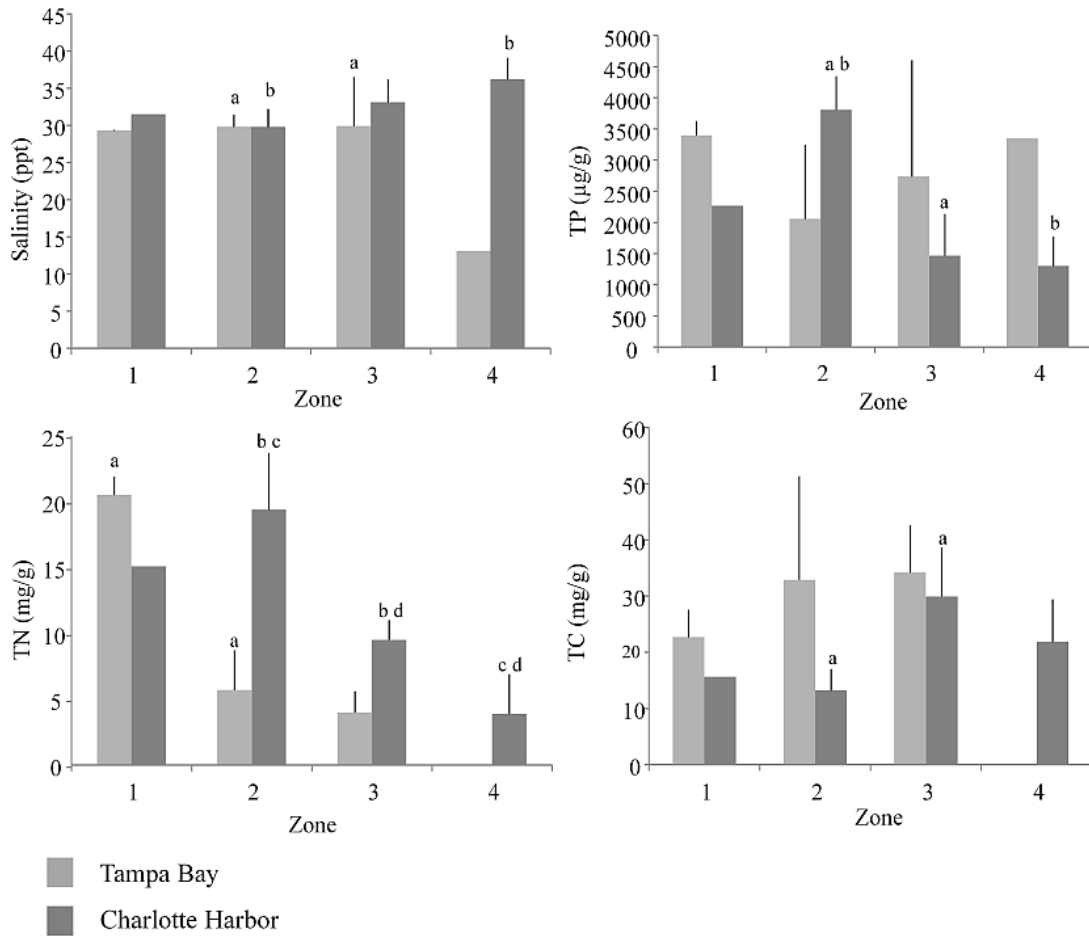 Salinity (ppt)
45
40
35
30
25
20
15
10
5
0
a
b
a
b
1 2 3 4
Zone
TP (µg/g)
5000
4500
4000
3500
3000
2500
2000
1500
1000
500
0
a b
a
b
1 2 3 4
Zone
TN (mg/g)
25
20
15
10
5
0
a
a
b c
b d
c d
1 2 3 4
Zone
TC (mg/g)
60
50
40
30
20
10
0
a
a
1 2 3 4
Zone
Tampa Bay
Charlotte Harbor